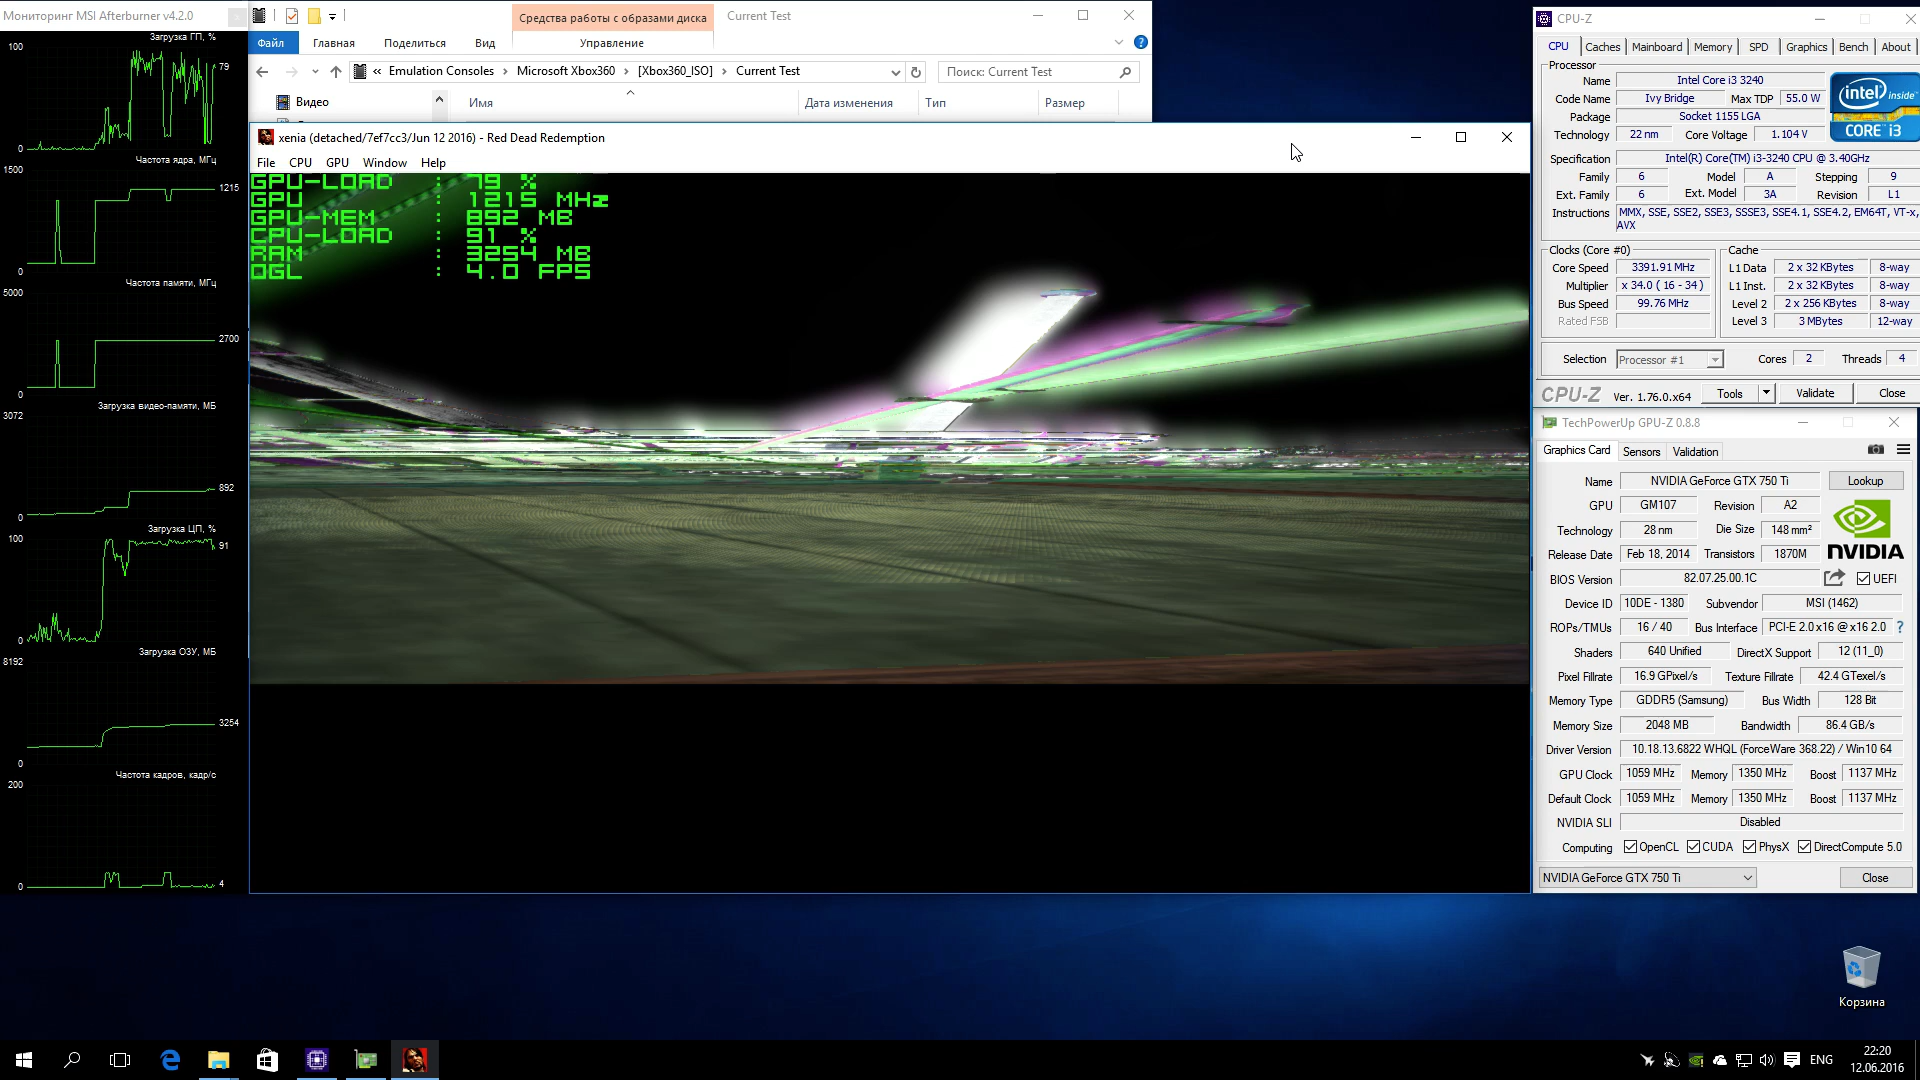 Мониторинг MSI Afterburner v4.2.0
Загрузка ГП, %
100
79
0
Частота ядра, МГц
1500
1215
0
Частота памяти, МГц
5000
2700
0
Загрузка видео-памяти, МБ
3072
892
0
Загрузка ЦП, %
100
91
0
Загрузка ОЗУ, МБ
8192
3254
0
Частота кадров, кадр/с
200
4
0
Средства работы с образами диска
Current Test
Файл
Главная
Поделиться
Вид
Управление
« Emulation Consoles › Microsoft Xbox360 › [Xbox360_ISO] › Current Test
Поиск: Current Test
Видео
Имя
Дата изменения
Тип
Размер
xenia (detached/7ef7cc3/Jun 12 2016) - Red Dead Redemption
File CPU GPU Window Help
GPU-LOAD : 79 %
GPU : 1215 MHz
GPU-MEM : 892 MB
CPU-LOAD : 91 %
RAM : 3254 MB
OGL : 4.0 FPS
CPU-Z
CPU Caches Mainboard Memory SPD Graphics Bench About
Processor
Name Intel Core i3 3240
Code Name Ivy Bridge Max TDP 55.0 W
Package Socket 1155 LGA
Technology 22 nm Core Voltage 1.104 V
intel inside™
CORE i3
Specification Intel(R) Core(TM) i3-3240 CPU @ 3.40GHz
Family 6 Model A Stepping 9
Ext. Family 6 Ext. Model 3A Revision L1
Instructions MMX, SSE, SSE2, SSE3, SSSE3, SSE4.1, SSE4.2, EM64T, VT-x,
AVX
Clocks (Core #0)
Core Speed 3391.91 MHz
Multiplier x 34.0 ( 16 - 34 )
Bus Speed 99.76 MHz
Rated FSB
Cache
L1 Data 2 x 32 KBytes 8-way
L1 Inst. 2 x 32 KBytes 8-way
Level 2 2 x 256 KBytes 8-way
Level 3 3 MBytes 12-way
Selection Processor #1 Cores 2 Threads 4
CPU-Z Ver. 1.76.0.x64 Tools Validate Close
TechPowerUp GPU-Z 0.8.8
Graphics Card Sensors Validation
Name NVIDIA GeForce GTX 750 Ti Lookup
GPU GM107 Revision A2
Technology 28 nm Die Size 148 mm²
Release Date Feb 18, 2014 Transistors 1870M
NVIDIA
BIOS Version 82.07.25.00.1C UEFI
Device ID 10DE - 1380 Subvendor MSI (1462)
ROPs/TMUs 16 / 40 Bus Interface PCI-E 2.0 x16 @ x16 2.0 ?
Shaders 640 Unified DirectX Support 12 (11_0)
Pixel Fillrate 16.9 GPixel/s Texture Fillrate 42.4 GTexel/s
Memory Type GDDR5 (Samsung) Bus Width 128 Bit
Memory Size 2048 MB Bandwidth 86.4 GB/s
Driver Version 10.18.13.6822 WHQL (ForceWare 368.22) / Win10 64
GPU Clock 1059 MHz Memory 1350 MHz Boost 1137 MHz
Default Clock 1059 MHz Memory 1350 MHz Boost 1137 MHz
NVIDIA SLI Disabled
Computing OpenCL CUDA PhysX DirectCompute 5.0
NVIDIA GeForce GTX 750 Ti Close
Корзина
ENG
22:20
12.06.2016